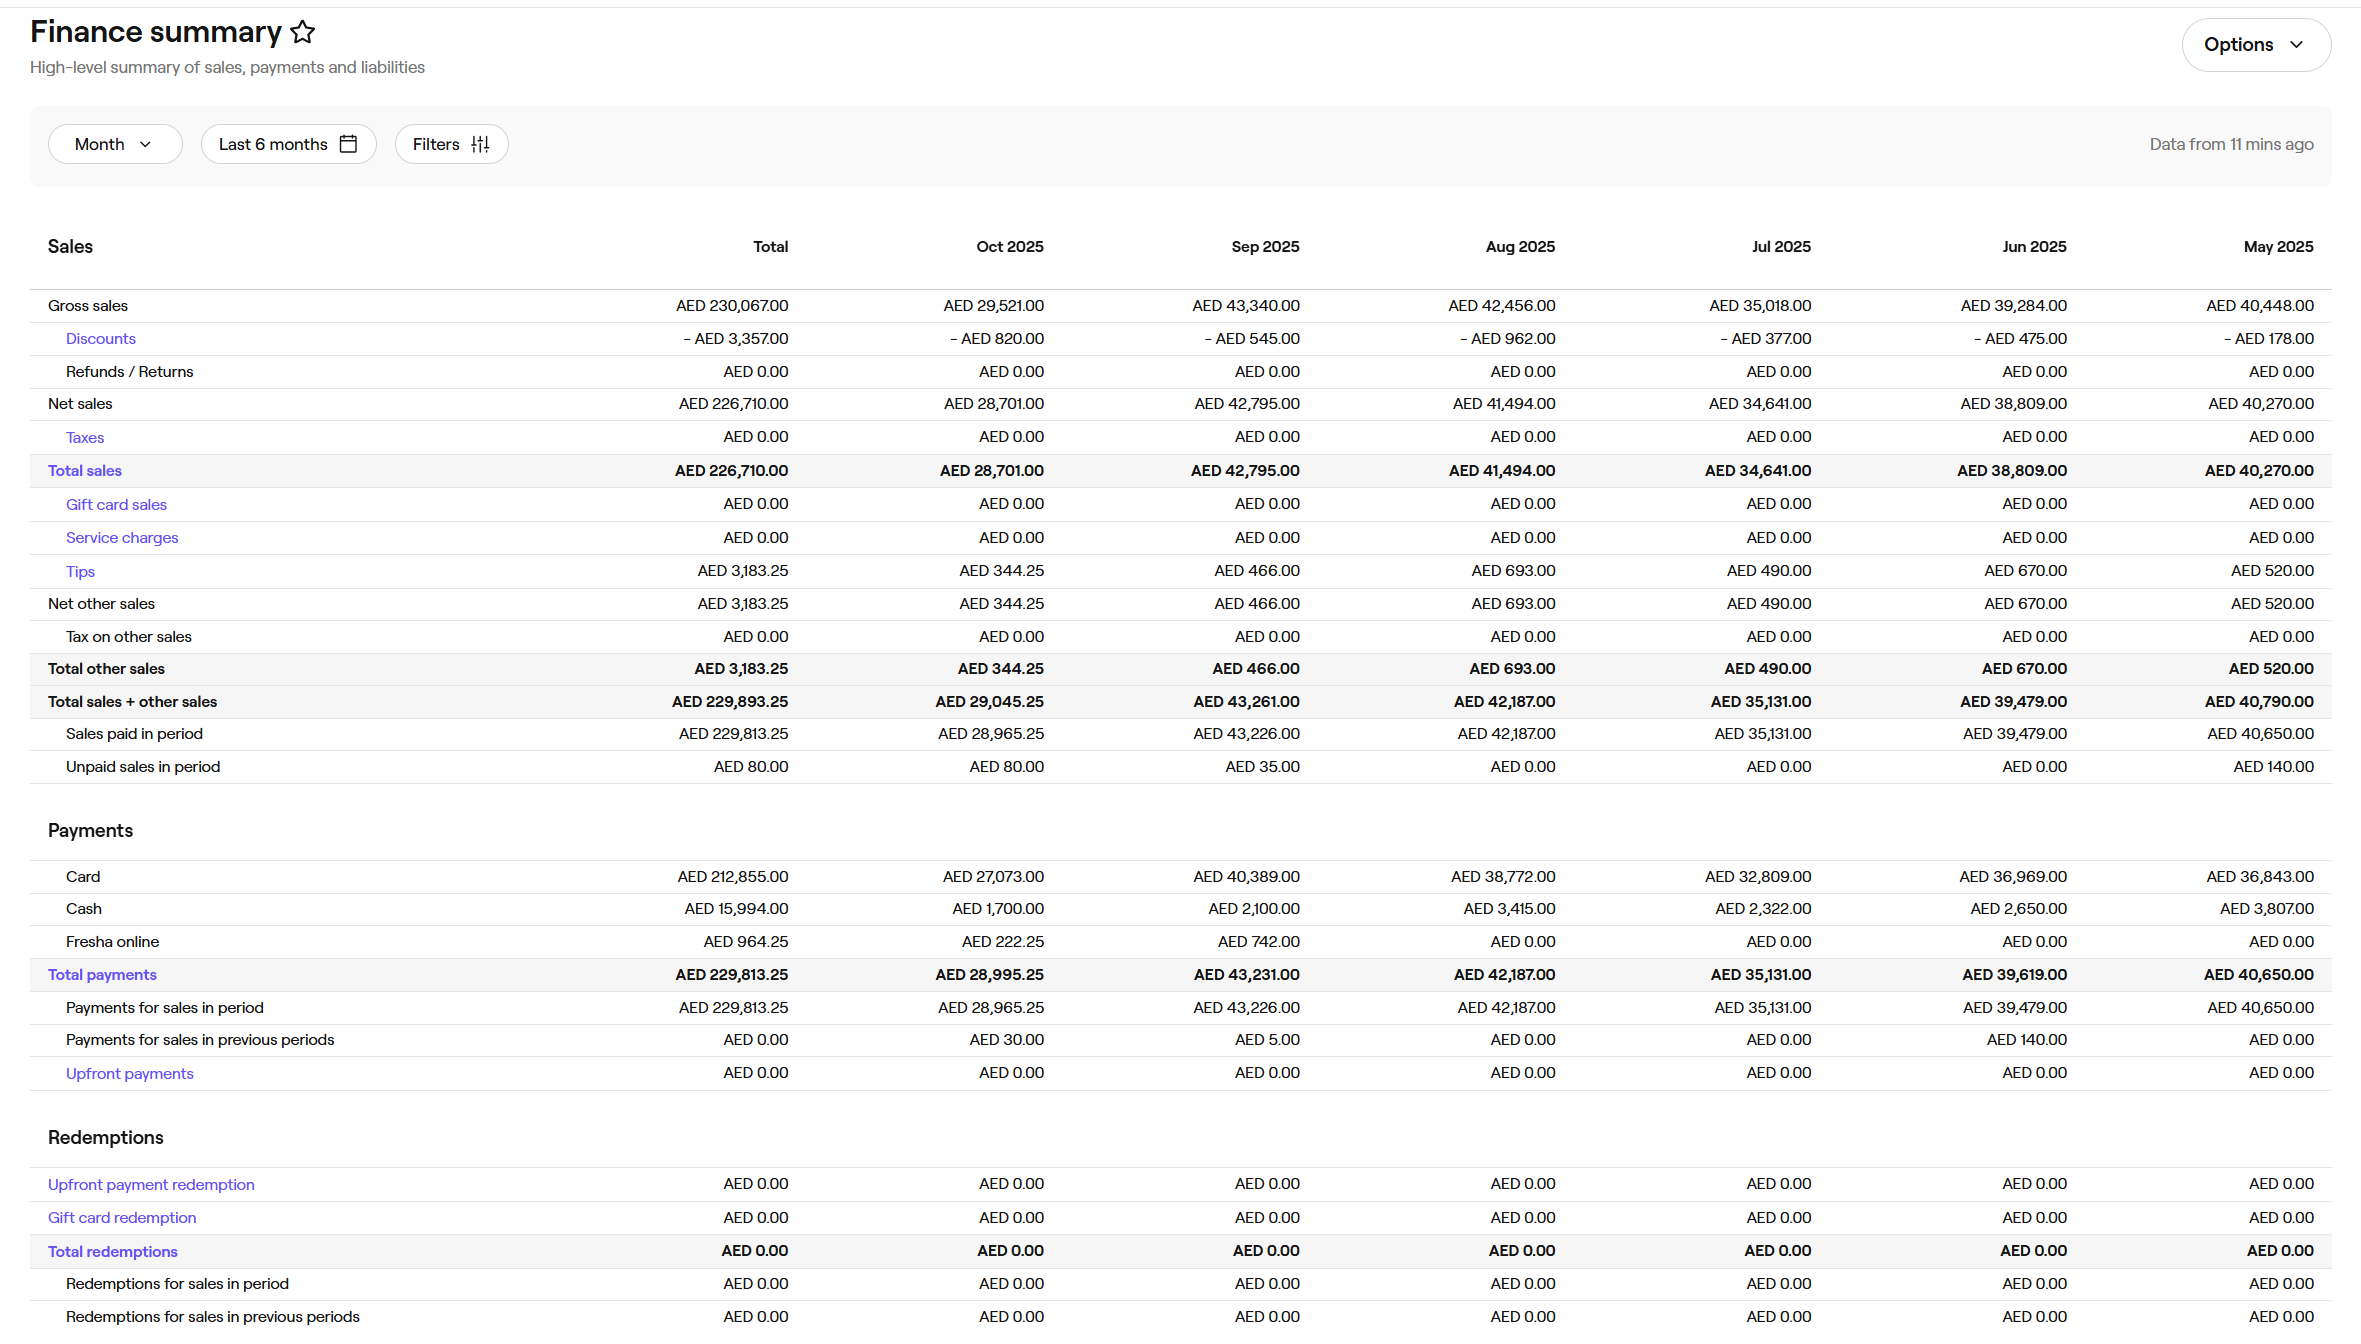 Finance summary
High-level summary of sales, payments and liabilities
Options
Month Last 6 months Filters Data from 11 mins ago
Sales Total Oct 2025 Sep 2025 Aug 2025 Jul 2025 Jun 2025 May 2025
Gross sales AED 230,067.00 AED 29,521.00 AED 43,340.00 AED 42,456.00 AED 35,018.00 AED 39,284.00 AED 40,448.00
Discounts - AED 3,357.00 - AED 820.00 - AED 545.00 - AED 962.00 - AED 377.00 - AED 475.00 - AED 178.00
Refunds / Returns AED 0.00 AED 0.00 AED 0.00 AED 0.00 AED 0.00 AED 0.00 AED 0.00
Net sales AED 226,710.00 AED 28,701.00 AED 42,795.00 AED 41,494.00 AED 34,641.00 AED 38,809.00 AED 40,270.00
Taxes AED 0.00 AED 0.00 AED 0.00 AED 0.00 AED 0.00 AED 0.00 AED 0.00
Total sales AED 226,710.00 AED 28,701.00 AED 42,795.00 AED 41,494.00 AED 34,641.00 AED 38,809.00 AED 40,270.00
Gift card sales AED 0.00 AED 0.00 AED 0.00 AED 0.00 AED 0.00 AED 0.00 AED 0.00
Service charges AED 0.00 AED 0.00 AED 0.00 AED 0.00 AED 0.00 AED 0.00 AED 0.00
Tips AED 3,183.25 AED 344.25 AED 466.00 AED 693.00 AED 490.00 AED 670.00 AED 520.00
Net other sales AED 3,183.25 AED 344.25 AED 466.00 AED 693.00 AED 490.00 AED 670.00 AED 520.00
Tax on other sales AED 0.00 AED 0.00 AED 0.00 AED 0.00 AED 0.00 AED 0.00 AED 0.00
Total other sales AED 3,183.25 AED 344.25 AED 466.00 AED 693.00 AED 490.00 AED 670.00 AED 520.00
Total sales + other sales AED 229,893.25 AED 29,045.25 AED 43,261.00 AED 42,187.00 AED 35,131.00 AED 39,479.00 AED 40,790.00
Sales paid in period AED 229,813.25 AED 28,965.25 AED 43,226.00 AED 42,187.00 AED 35,131.00 AED 39,479.00 AED 40,650.00
Unpaid sales in period AED 80.00 AED 80.00 AED 35.00 AED 0.00 AED 0.00 AED 0.00 AED 140.00
Payments
Card AED 212,855.00 AED 27,073.00 AED 40,389.00 AED 38,772.00 AED 32,809.00 AED 36,969.00 AED 36,843.00
Cash AED 15,994.00 AED 1,700.00 AED 2,100.00 AED 3,415.00 AED 2,322.00 AED 2,650.00 AED 3,807.00
Fresha online AED 964.25 AED 222.25 AED 742.00 AED 0.00 AED 0.00 AED 0.00 AED 0.00
Total payments AED 229,813.25 AED 28,995.25 AED 43,231.00 AED 42,187.00 AED 35,131.00 AED 39,619.00 AED 40,650.00
Payments for sales in period AED 229,813.25 AED 28,965.25 AED 43,226.00 AED 42,187.00 AED 35,131.00 AED 39,479.00 AED 40,650.00
Payments for sales in previous periods AED 0.00 AED 30.00 AED 5.00 AED 0.00 AED 0.00 AED 140.00 AED 0.00
Upfront payments AED 0.00 AED 0.00 AED 0.00 AED 0.00 AED 0.00 AED 0.00 AED 0.00
Redemptions
Upfront payment redemption AED 0.00 AED 0.00 AED 0.00 AED 0.00 AED 0.00 AED 0.00 AED 0.00
Gift card redemption AED 0.00 AED 0.00 AED 0.00 AED 0.00 AED 0.00 AED 0.00 AED 0.00
Total redemptions AED 0.00 AED 0.00 AED 0.00 AED 0.00 AED 0.00 AED 0.00 AED 0.00
Redemptions for sales in period AED 0.00 AED 0.00 AED 0.00 AED 0.00 AED 0.00 AED 0.00 AED 0.00
Redemptions for sales in previous periods AED 0.00 AED 0.00 AED 0.00 AED 0.00 AED 0.00 AED 0.00 AED 0.00